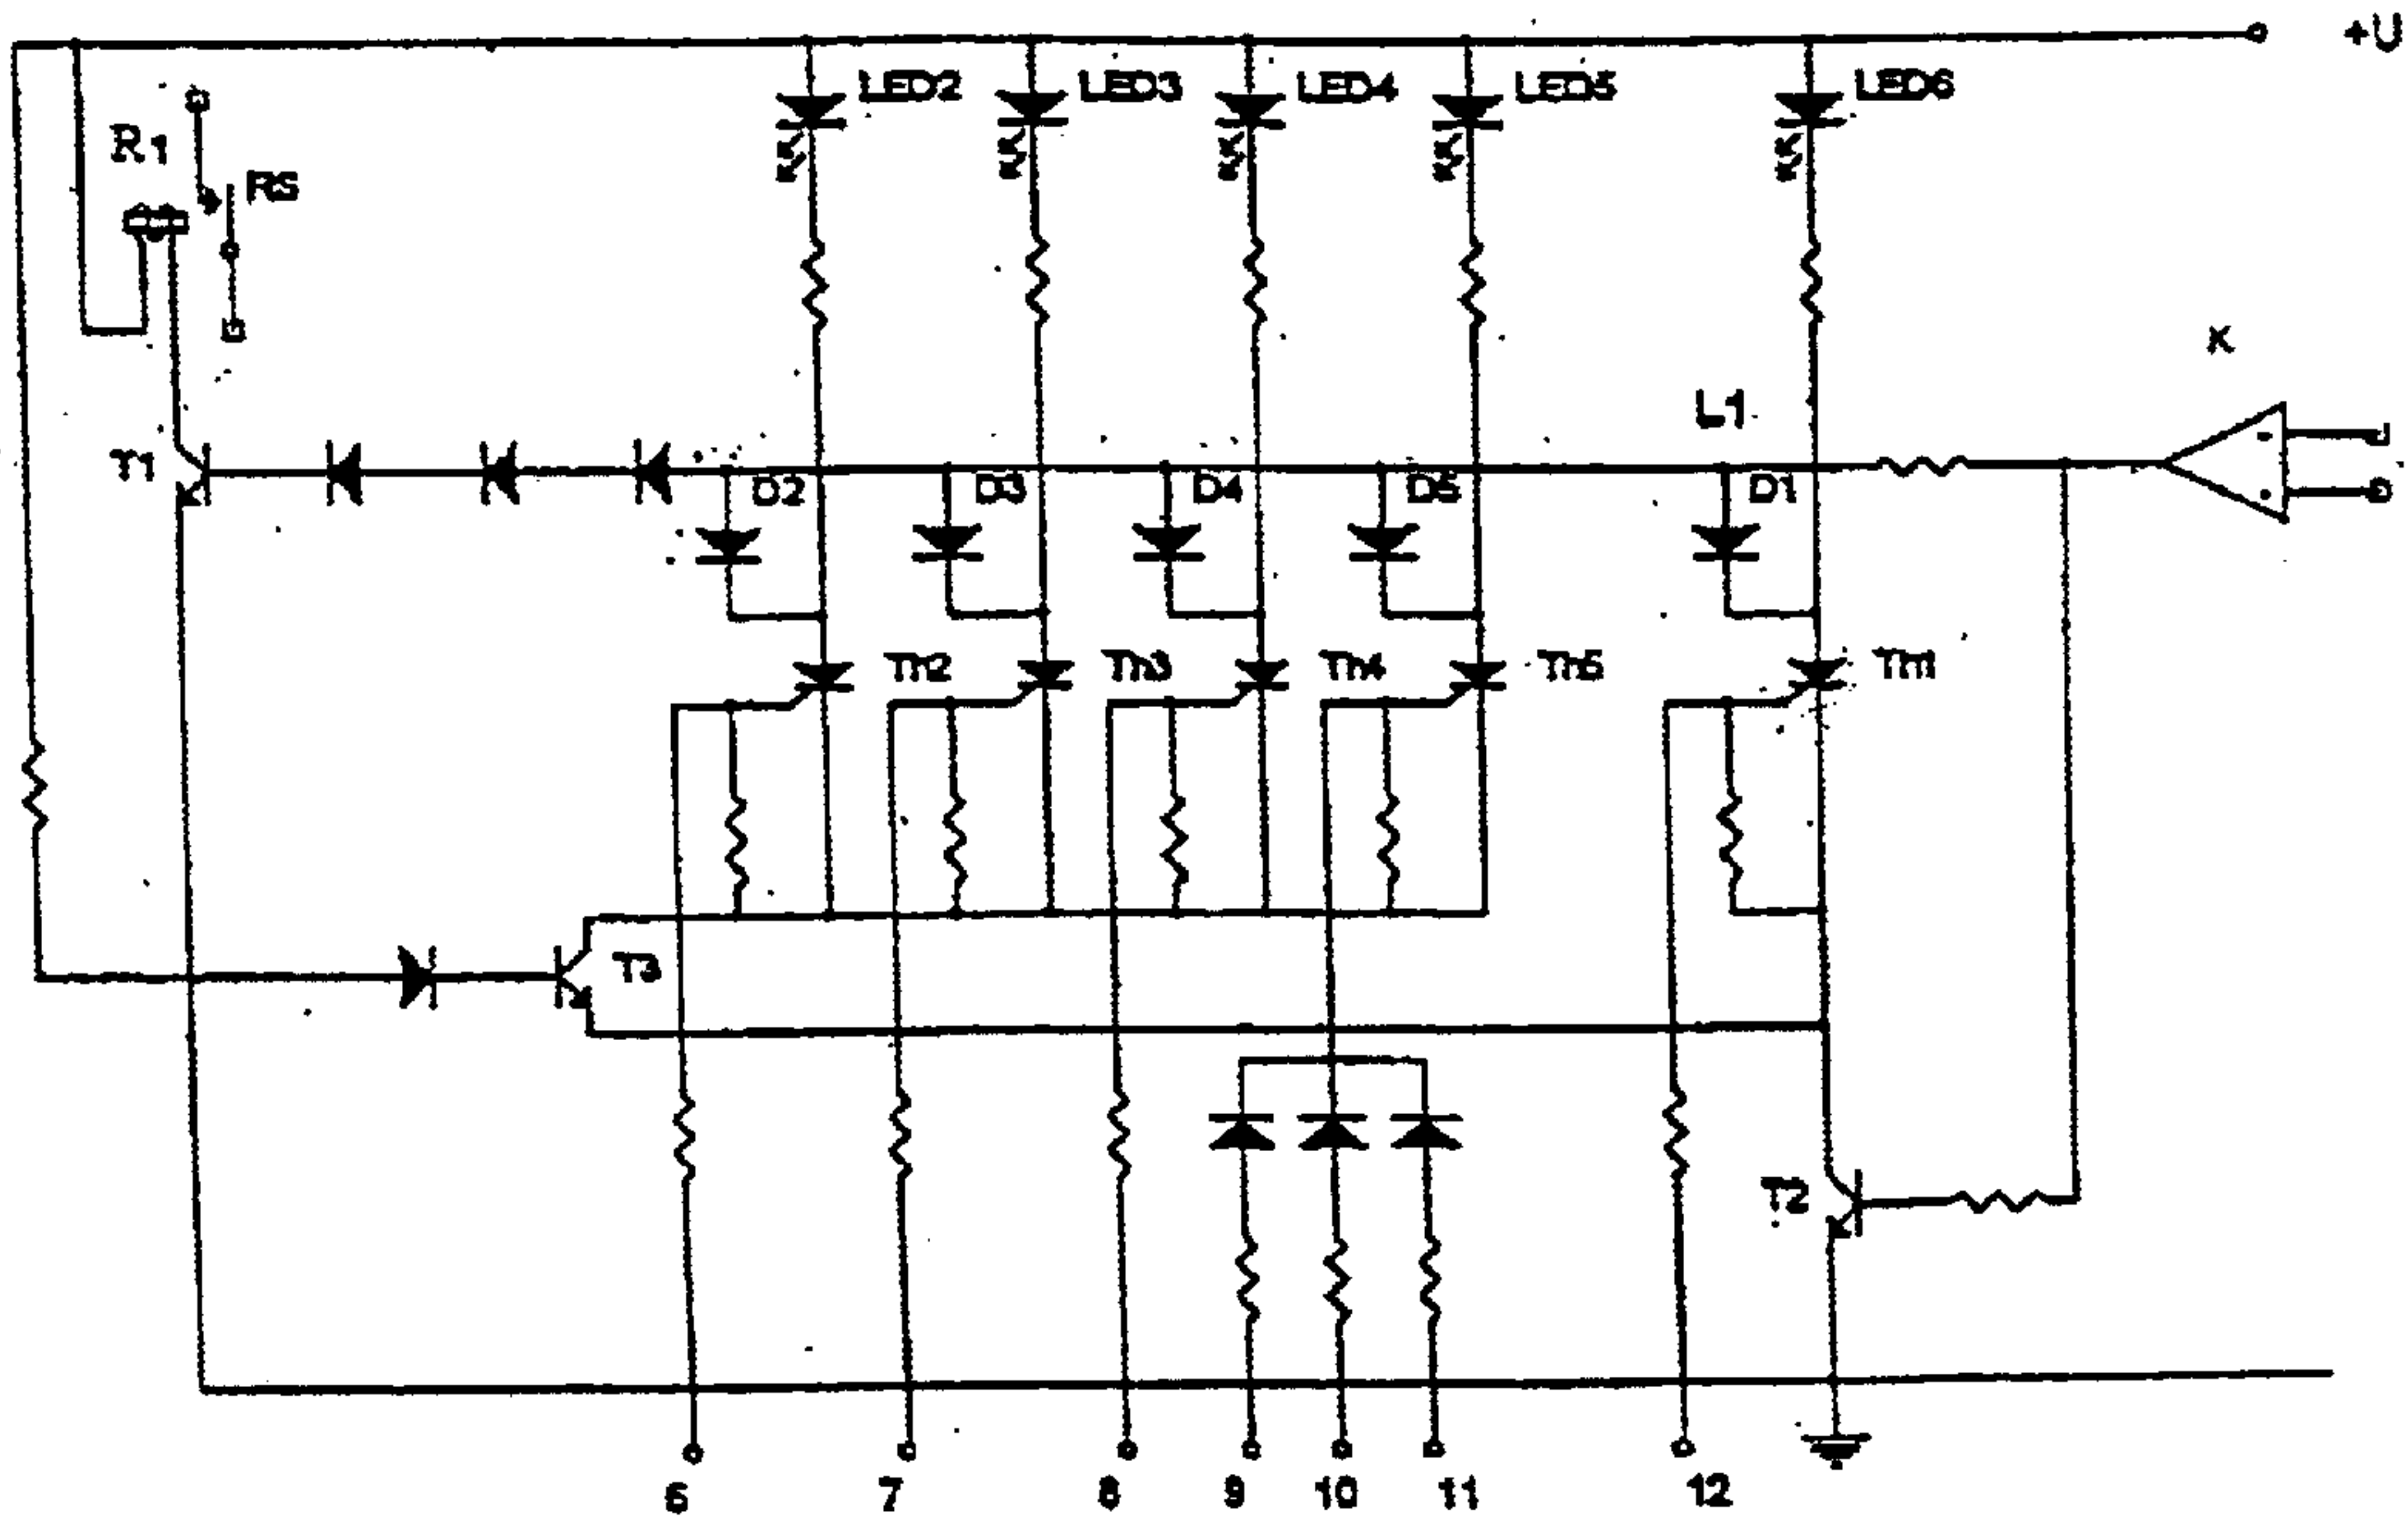 +U
LED2 LED3 LED4 LED5 LED6
R1
RS
K
L1
T1
D2 D3 D4 D5 D1
Th2 Th3 Th4 Th5 Th1
T3
T2
6 7 8 9 10 11 12